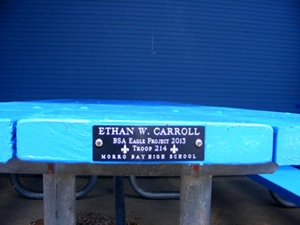 ETHAN W. CARROLL
BSA EAGLE PROJECT 2013
TROOP 214
MORRO BAY HIGH SCHOOL